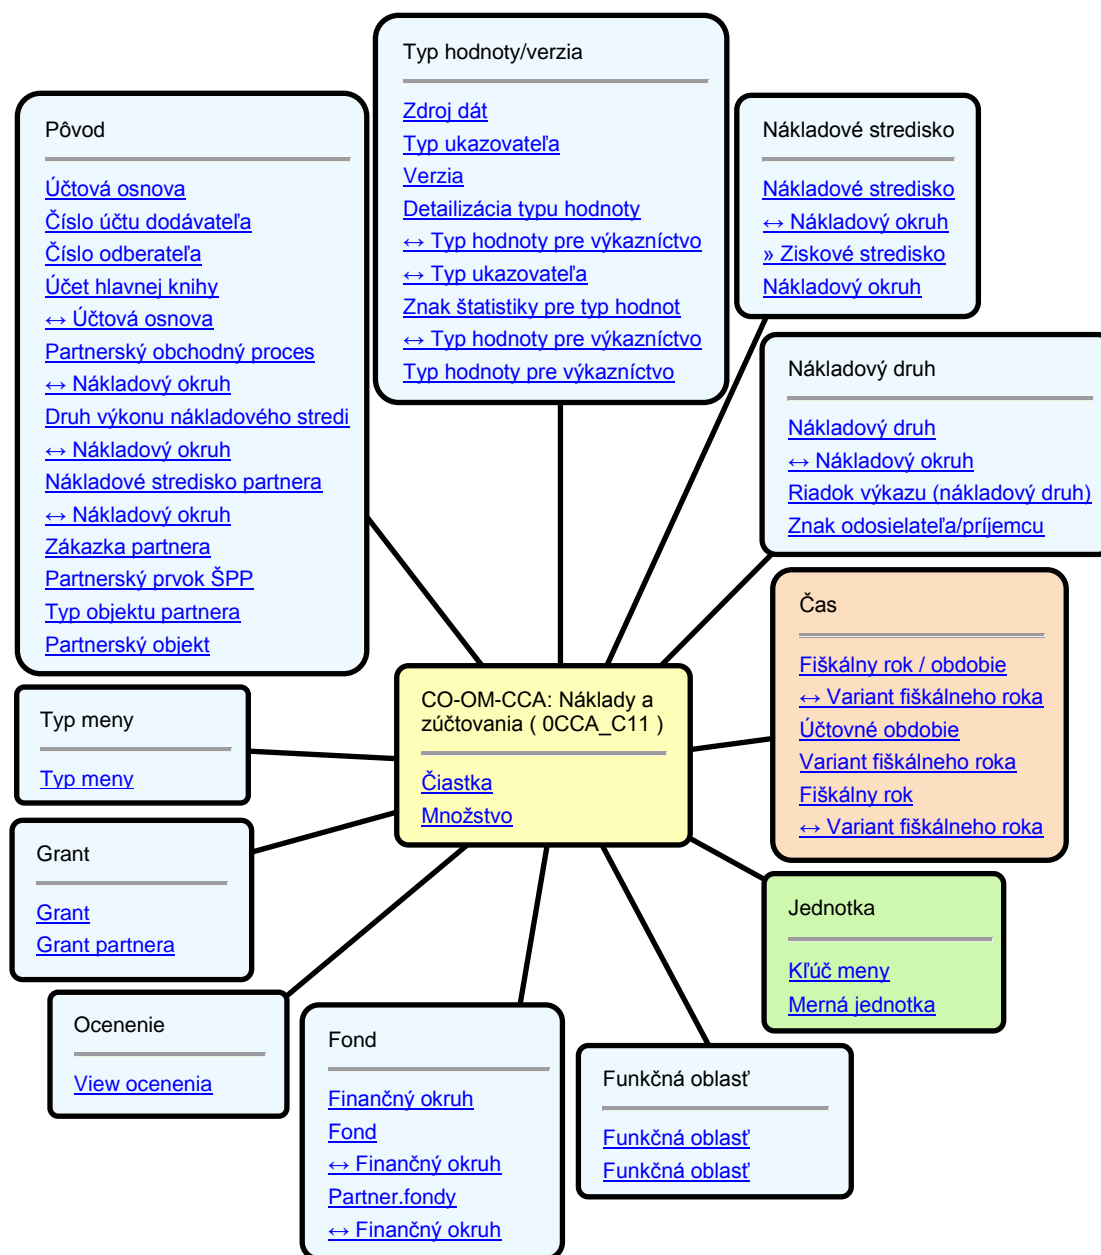 Typ hodnoty/verzia
Zdroj dát
Typ ukazovateľa
Verzia
Detailizácia typu hodnoty
↔ Typ hodnoty pre výkazníctvo
↔ Typ ukazovateľa
Znak štatistiky pre typ hodnot
↔ Typ hodnoty pre výkazníctvo
Typ hodnoty pre výkazníctvo
Pôvod
Účtová osnova
Číslo účtu dodávateľa
Číslo odberateľa
Účet hlavnej knihy
↔ Účtová osnova
Partnerský obchodný proces
↔ Nákladový okruh
Druh výkonu nákladového stredi
↔ Nákladový okruh
Nákladové stredisko partnera
↔ Nákladový okruh
Zákazka partnera
Partnerský prvok ŠPP
Typ objektu partnera
Partnerský objekt
Nákladové stredisko
Nákladové stredisko
↔ Nákladový okruh
» Ziskové stredisko
Nákladový okruh
Nákladový druh
Nákladový druh
↔ Nákladový okruh
Riadok výkazu (nákladový druh)
Znak odosielateľa/príjemcu
Čas
Fiškálny rok / obdobie
↔ Variant fiškálneho roka
Účtovné obdobie
Variant fiškálneho roka
Fiškálny rok
↔ Variant fiškálneho roka
CO-OM-CCA: Náklady a
zúčtovania ( 0CCA_C11 )
Čiastka
Množstvo
Typ meny
Typ meny
Grant
Grant
Grant partnera
Jednotka
Kľúč meny
Merná jednotka
Ocenenie
View ocenenia
Fond
Finančný okruh
Fond
↔ Finančný okruh
Partner.fondy
↔ Finančný okruh
Funkčná oblasť
Funkčná oblasť
Funkčná oblasť